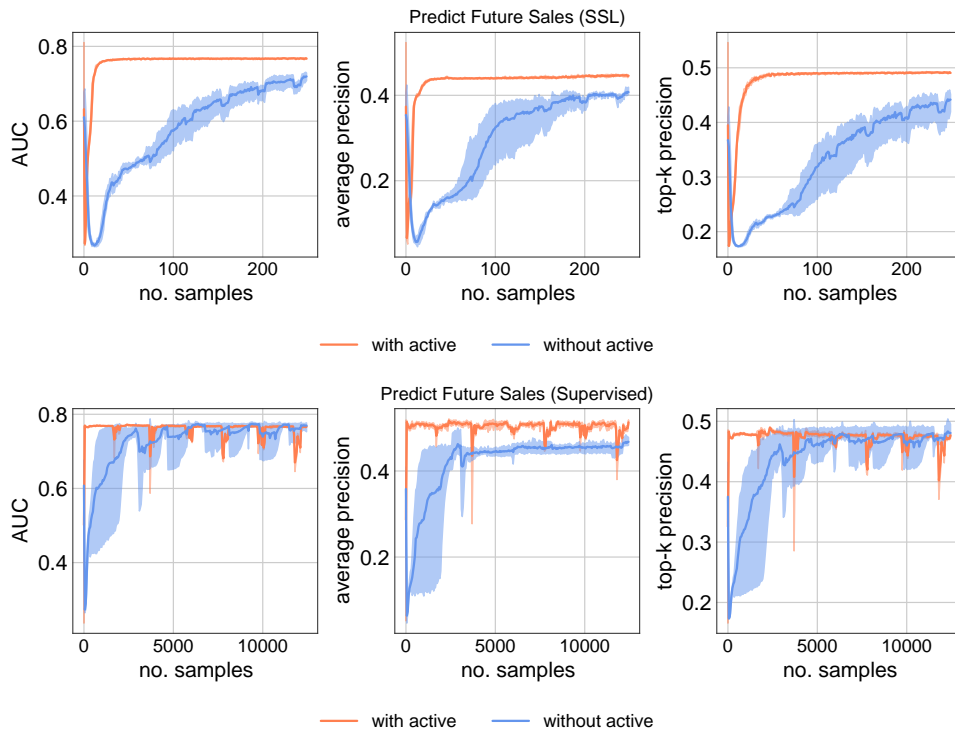 Predict Future Sales (SSL)
AUC
0.8
0.6
0.4
0
100
200
no. samples
average precision
0.4
0.2
0
100
200
no. samples
top-k precision
0.5
0.4
0.3
0.2
0
100
200
no. samples
with active
without active
Predict Future Sales (Supervised)
AUC
0.8
0.6
0.4
0
5000
10000
no. samples
average precision
0.4
0.2
0
5000
10000
no. samples
top-k precision
0.5
0.4
0.3
0.2
0
5000
10000
no. samples
with active
without active